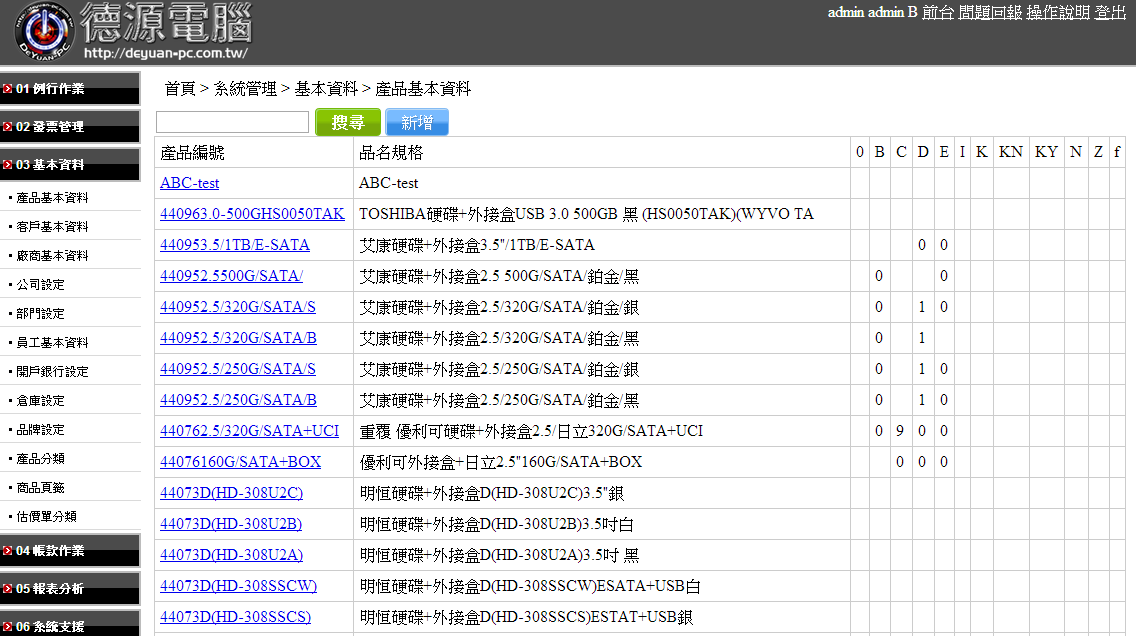 德源電腦
http://deyuan-pc.com.tw/
DeYuan-PC
admin admin B 前台 問題回報 操作說明 登出
01 例行作業
02 發票管理
03 基本資料
產品基本資料
客戶基本資料
廠商基本資料
公司設定
部門設定
員工基本資料
開戶銀行設定
倉庫設定
品牌設定
產品分類
商品頁籤
估價單分類
04 帳款作業
05 報表分析
06 系統支援
首頁 > 系統管理 > 基本資料 > 產品基本資料
搜尋 新增
產品編號 品名規格 0 B C D E I K KN KY N Z f
ABC-test ABC-test
440963.0-500GHS0050TAK TOSHIBA硬碟+外接盒USB 3.0 500GB 黑 (HS0050TAK)(WYVO TA
440953.5/1TB/E-SATA 艾康硬碟+外接盒3.5"/1TB/E-SATA 0 0
440952.5500G/SATA/ 艾康硬碟+外接盒2.5 500G/SATA/鉑金/黑 0 0
440952.5/320G/SATA/S 艾康硬碟+外接盒2.5/320G/SATA/鉑金/銀 0 1 0
440952.5/320G/SATA/B 艾康硬碟+外接盒2.5/320G/SATA/鉑金/黑 0 1
440952.5/250G/SATA/S 艾康硬碟+外接盒2.5/250G/SATA/鉑金/銀 0 1 0
440952.5/250G/SATA/B 艾康硬碟+外接盒2.5/250G/SATA/鉑金/黑 0 1 0
440762.5/320G/SATA+UCI 重覆 優利可硬碟+外接盒2.5/日立320G/SATA+UCI 0 9 0 0
44076160G/SATA+BOX 優利可外接盒+日立2.5"160G/SATA+BOX 0 0 0
44073D(HD-308U2C) 明恒硬碟+外接盒D(HD-308U2C)3.5"銀
44073D(HD-308U2B) 明恒硬碟+外接盒D(HD-308U2B)3.5吋白
44073D(HD-308U2A) 明恒硬碟+外接盒D(HD-308U2A)3.5吋 黑
44073D(HD-308SSCW) 明恒硬碟+外接盒D(HD-308SSCW)ESATA+USB白
44073D(HD-308SSCS) 明恒硬碟+外接盒D(HD-308SSCS)ESTAT+USB銀